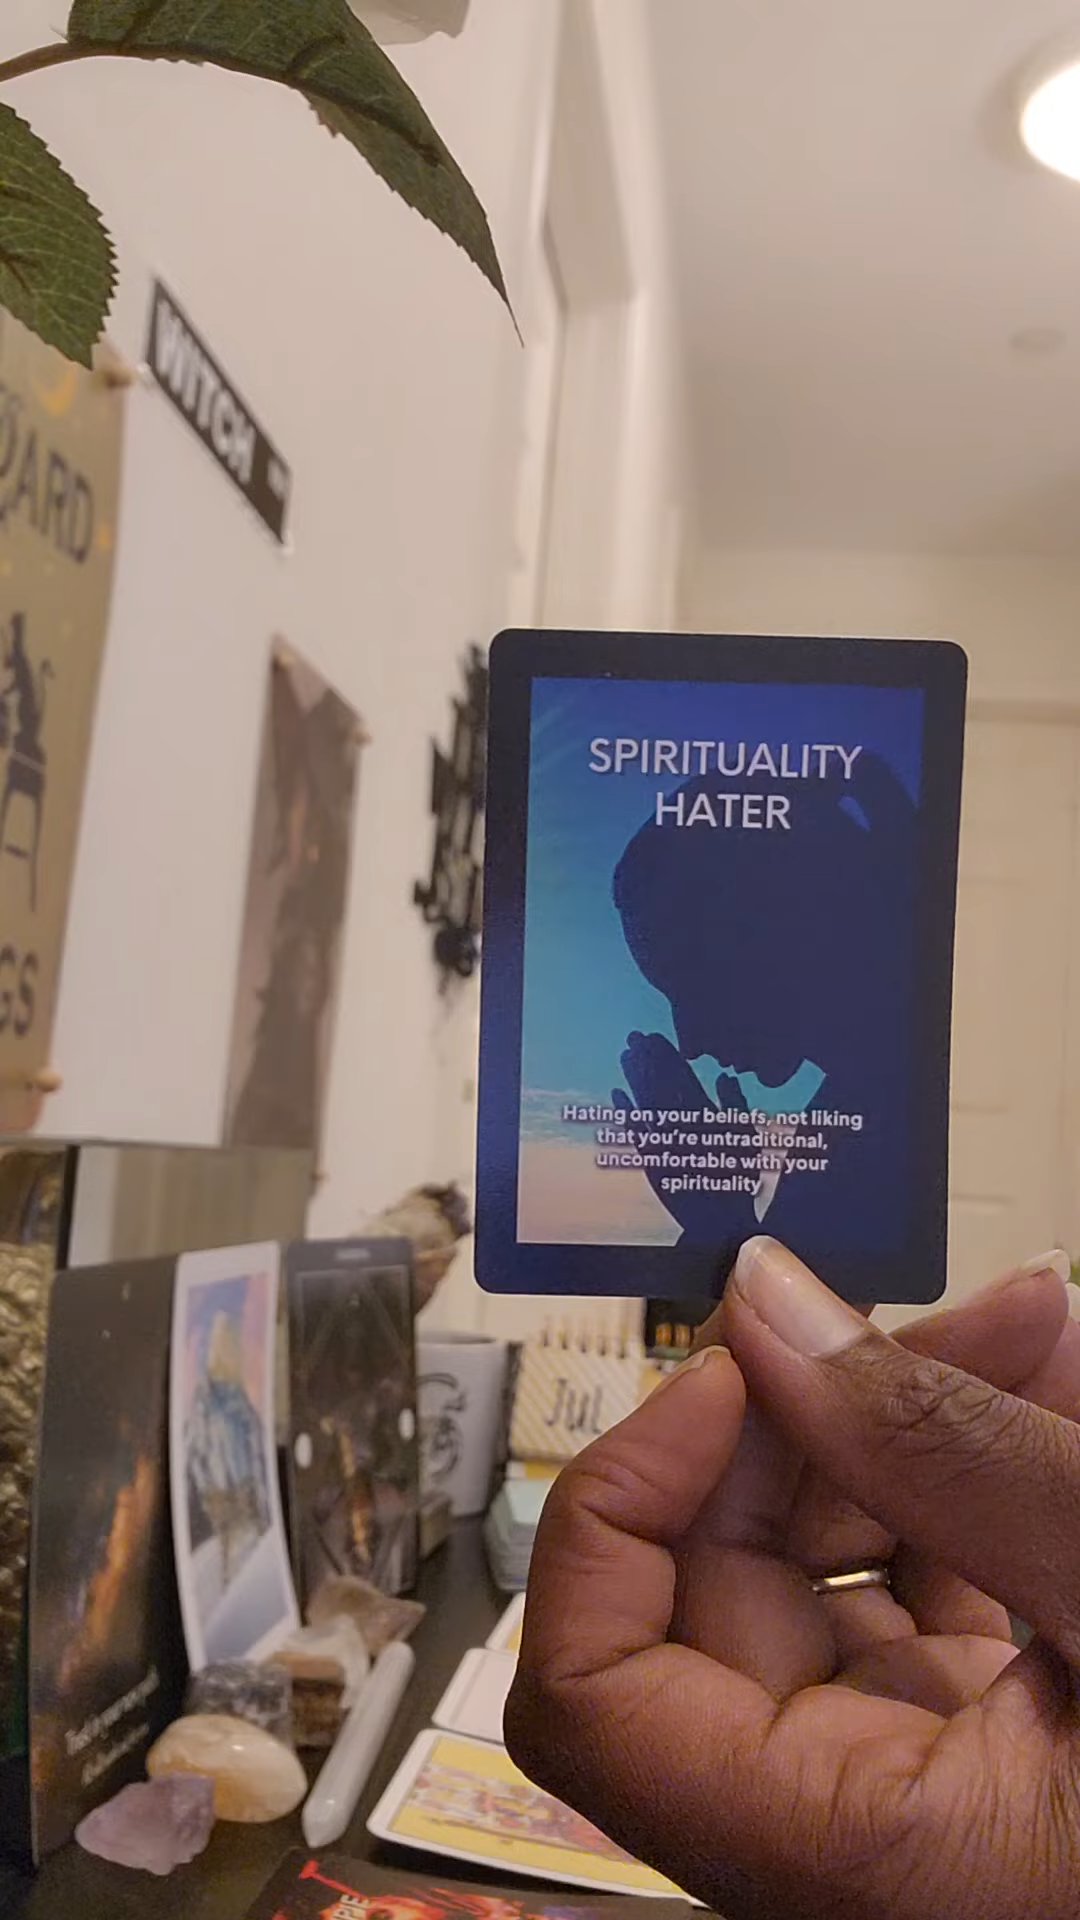 WITCH
SPIRITUALITY
HATER
Hating on your beliefs, not liking
that you're untraditional,
uncomfortable with your
spirituality
Jul